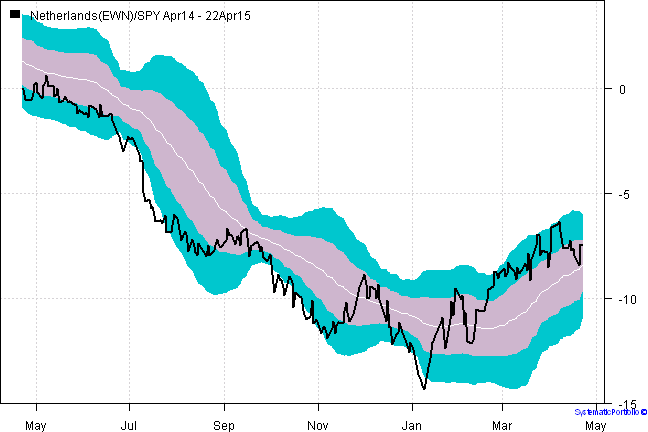 Netherlands(EWN)/SPY Apr14 - 22Apr15
0
-5
-10
-15
SystematicPortfolio ©
May Jul Sep Nov Jan Mar May